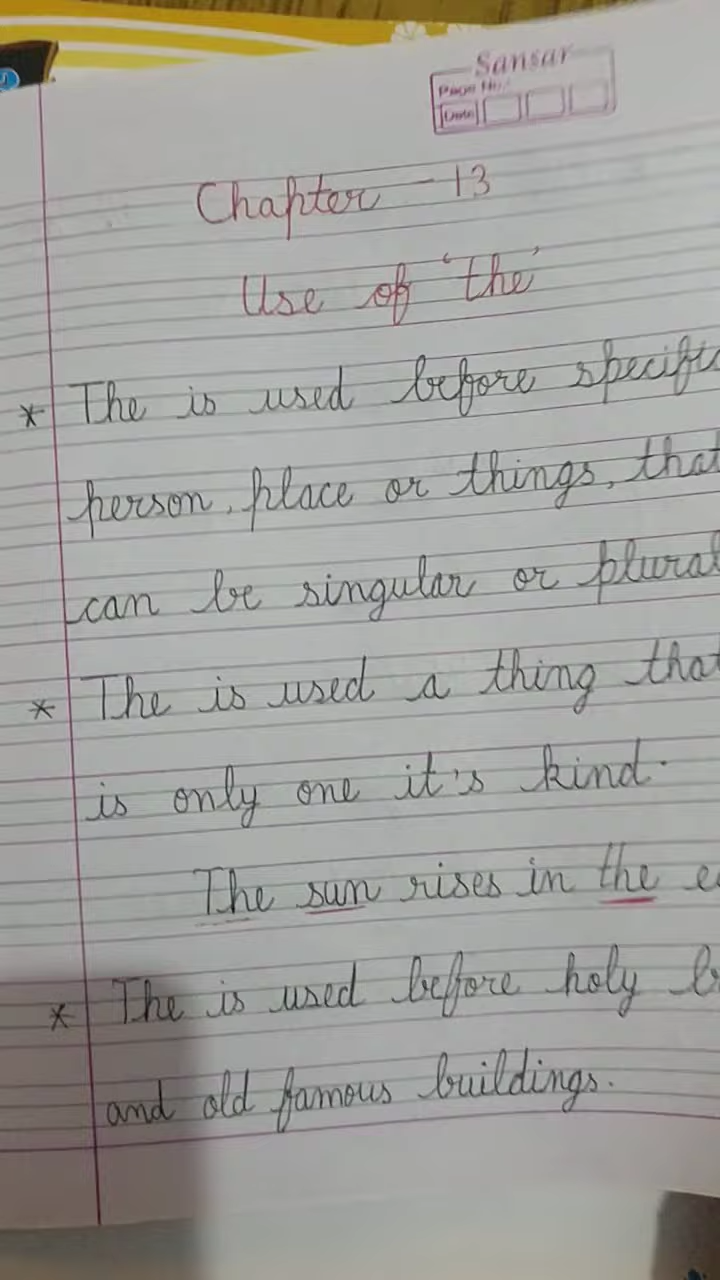 Sansar
Page No.
Date
Chapter - 13
Use of 'the'
* The is used before specific
person, place or things, that
can be singular or plural
* The is used a thing that
is only one it's kind.
The sun rises in the
* The is used before holy
and old famous buildings.